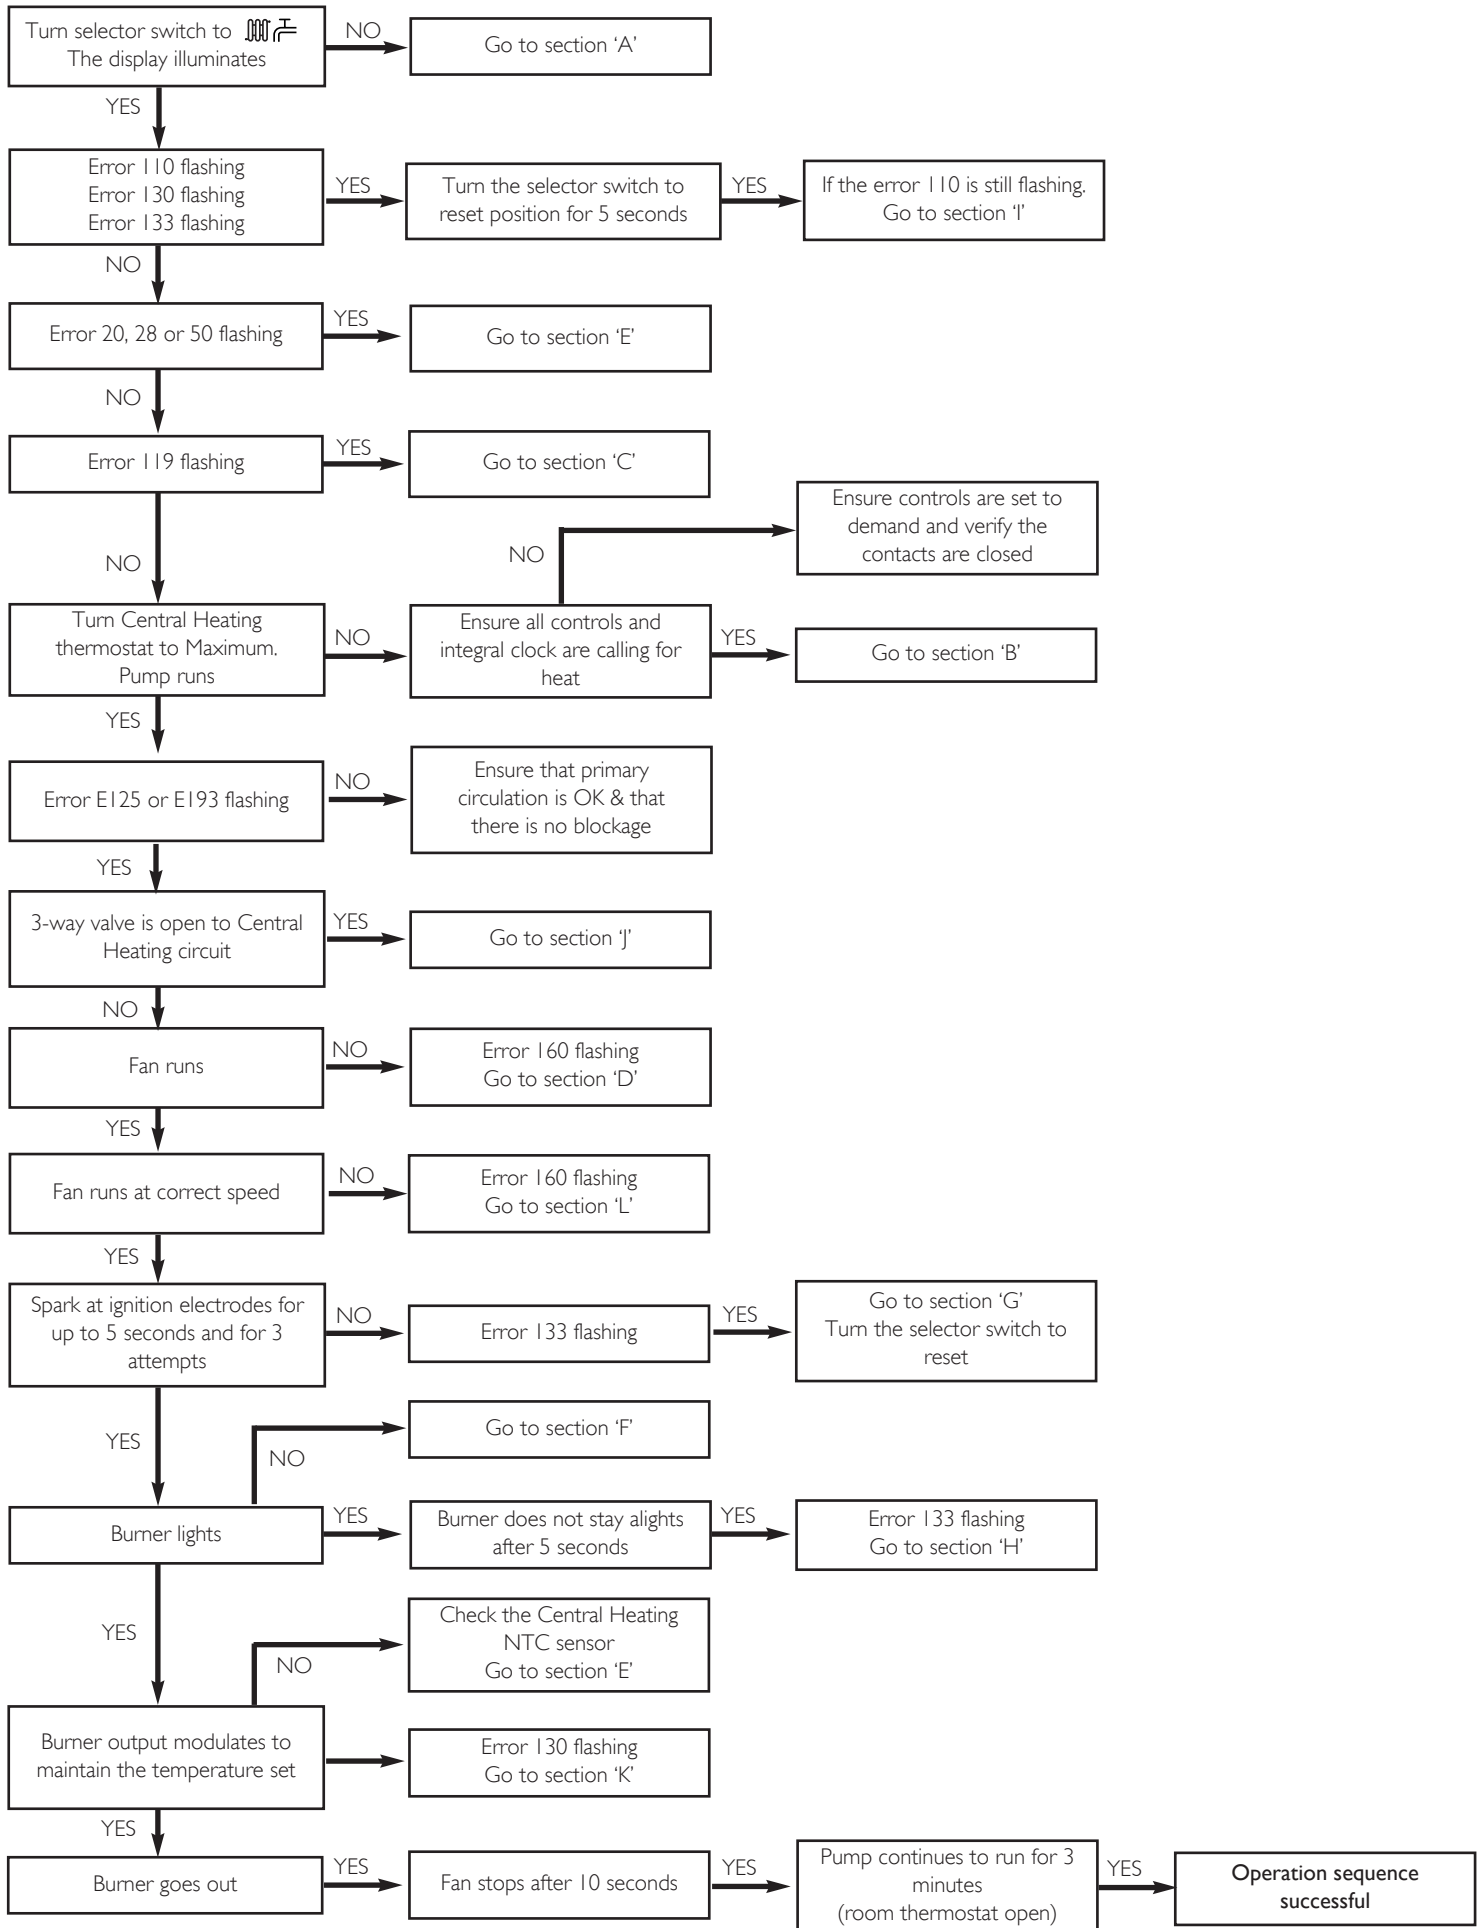 Turn selector switch to
The display illuminates
NO
Go to section ‘A’
YES
Error 110 flashing
Error 130 flashing
Error 133 flashing
YES
Turn the selector switch to
reset position for 5 seconds
YES
If the error 110 is still flashing.
Go to section ‘I’
NO
Error 20, 28 or 50 flashing
YES
Go to section ‘E’
NO
Error 119 flashing
YES
Go to section ‘C’
NO
Turn Central Heating
thermostat to Maximum.
Pump runs
NO
Ensure all controls and
integral clock are calling for
heat
NO
Ensure controls are set to
demand and verify the
contacts are closed
YES
Go to section ‘B’
YES
Error E125 or E193 flashing
NO
Ensure that primary
circulation is OK & that
there is no blockage
YES
3-way valve is open to Central
Heating circuit
YES
Go to section ‘J’
NO
Fan runs
NO
Error 160 flashing
Go to section ‘D’
YES
Fan runs at correct speed
NO
Error 160 flashing
Go to section ‘L’
YES
Spark at ignition electrodes for
up to 5 seconds and for 3
attempts
NO
Error 133 flashing
YES
Go to section ‘G’
Turn the selector switch to
reset
YES
NO
Go to section ‘F’
Burner lights
YES
Burner does not stay alights
after 5 seconds
YES
Error 133 flashing
Go to section ‘H’
YES
NO
Check the Central Heating
NTC sensor
Go to section ‘E’
Burner output modulates to
maintain the temperature set
Error 130 flashing
Go to section ‘K’
YES
Burner goes out
YES
Fan stops after 10 seconds
YES
Pump continues to run for 3
minutes
(room thermostat open)
YES
Operation sequence
successful